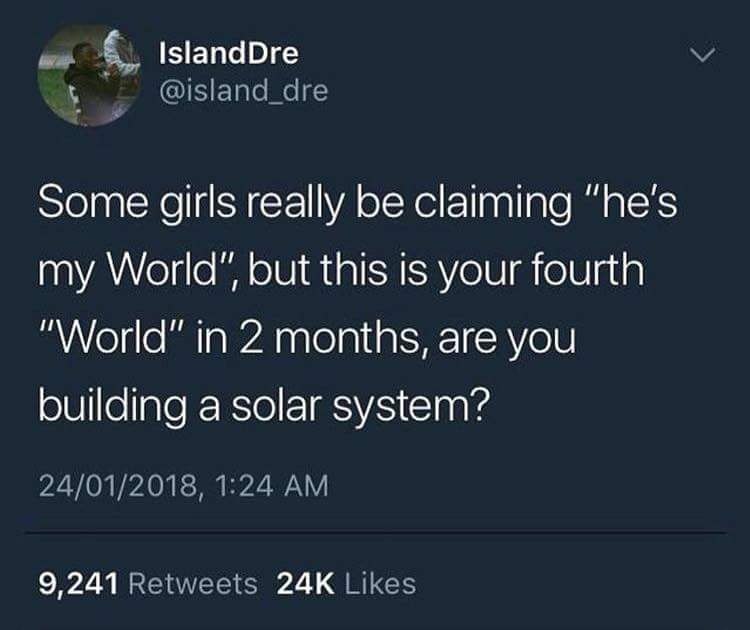 IslandDre
@island_dre
Some girls really be claiming "he's
my World", but this is your fourth
"World" in 2 months, are you
building a solar system?
24/01/2018, 1:24 AM
9,241 Retweets 24K Likes